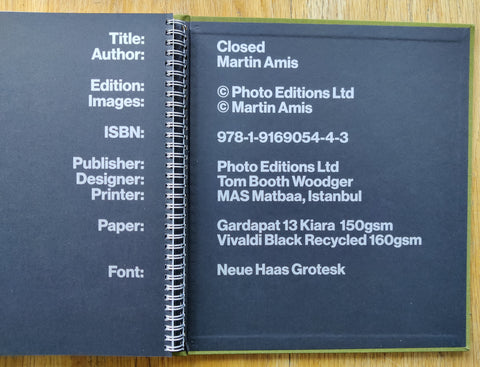 Title: Closed
Author: Martin Amis
Edition: © Photo Editions Ltd
Images: © Martin Amis
ISBN: 978-1-9169054-4-3
Publisher: Photo Editions Ltd
Designer: Tom Booth Woodger
Printer: MAS Matbaa, Istanbul
Paper: Gardapat 13 Kiara 150gsm
Vivaldi Black Recycled 160gsm
Font: Neue Haas Grotesk